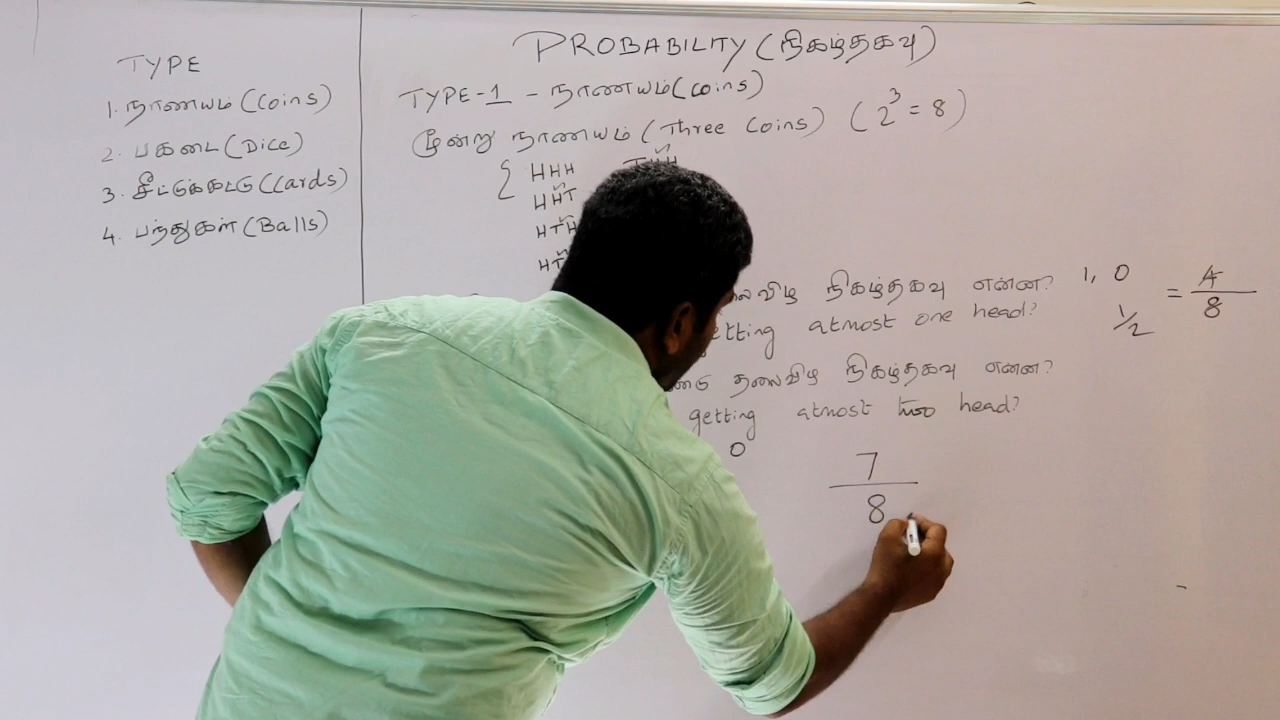 PROBABILITY (நிகழ்தகவு)
TYPE
1. நாணயம் (Coins)
2. பகடை (Dice)
3. சீட்டுக்கட்டு (Cards)
4. பந்துகள் (Balls)
TYPE-1 - நாணயம் (coins)
மூன்று நாணயம் (Three Coins) (2³ = 8)
{ HHH THH
HHT
HTH
HT
நிகழ்தகவு என்ன? 1, 0 = 4/8
getting atmost one head? 1/2
தலைவிழ நிகழ்தகவு என்ன?
getting atmost two head?
0 7/8